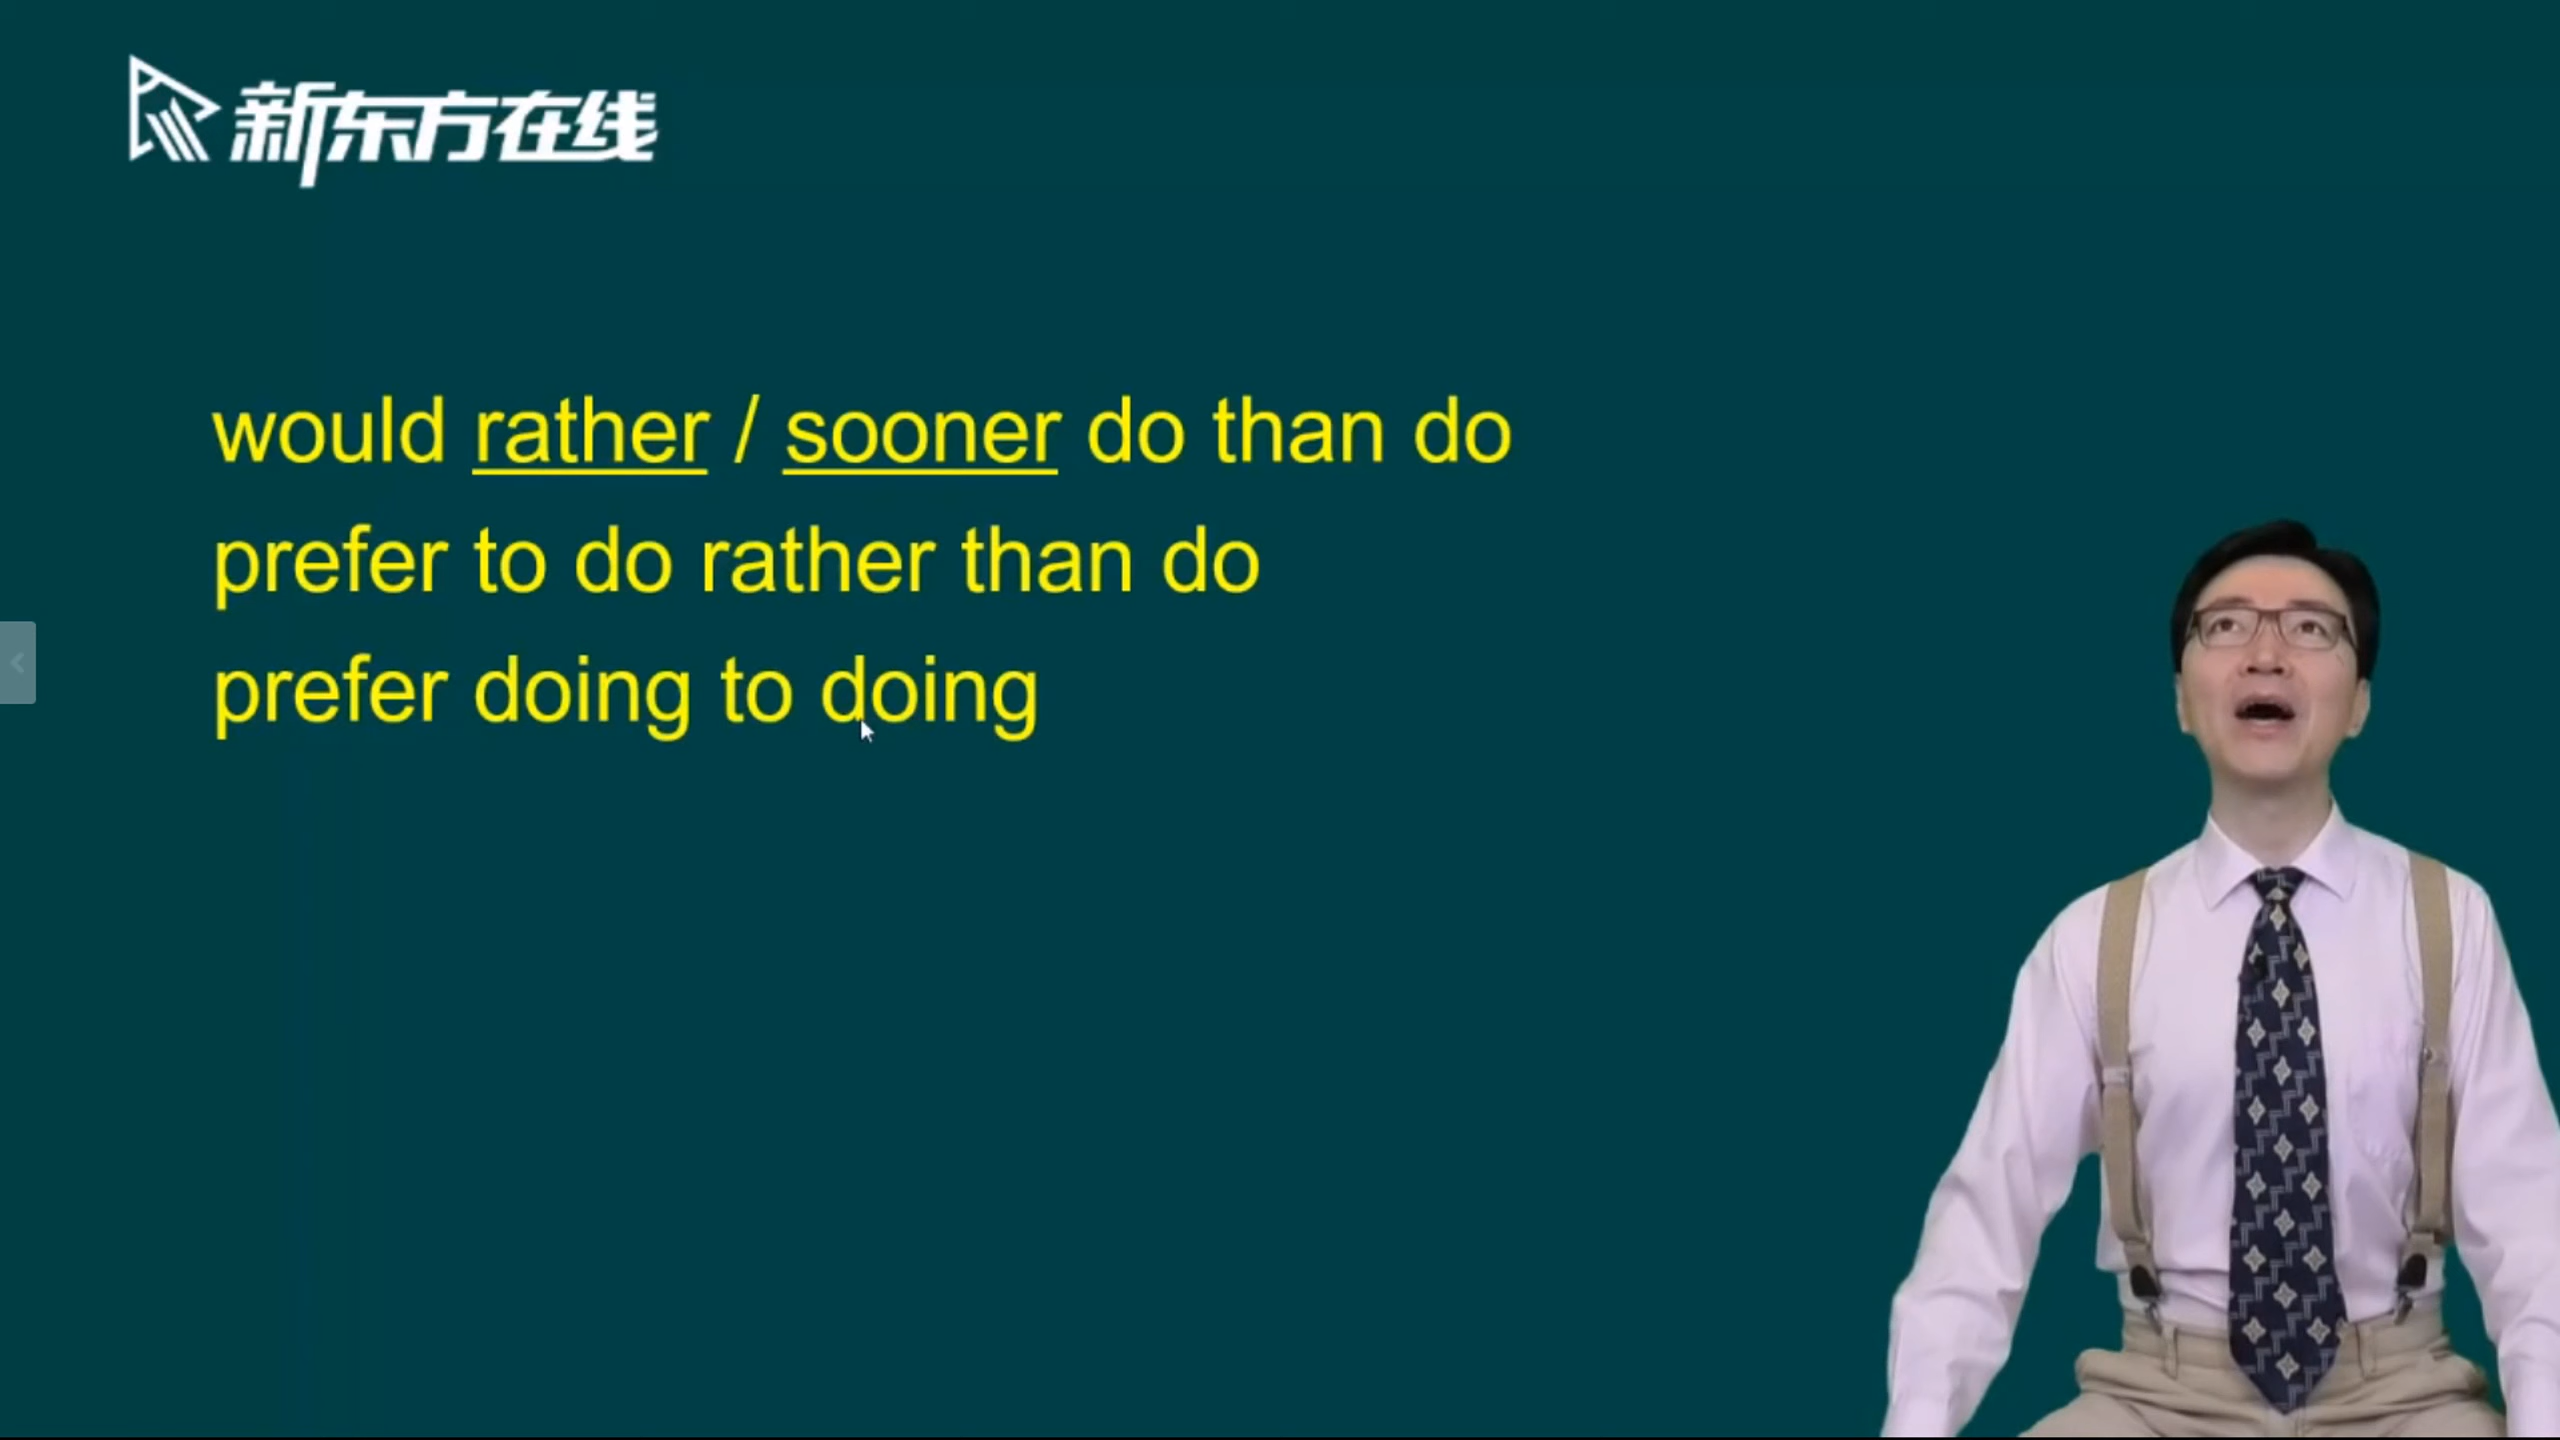 新东方在线
would rather / sooner do than do
prefer to do rather than do
prefer doing to doing